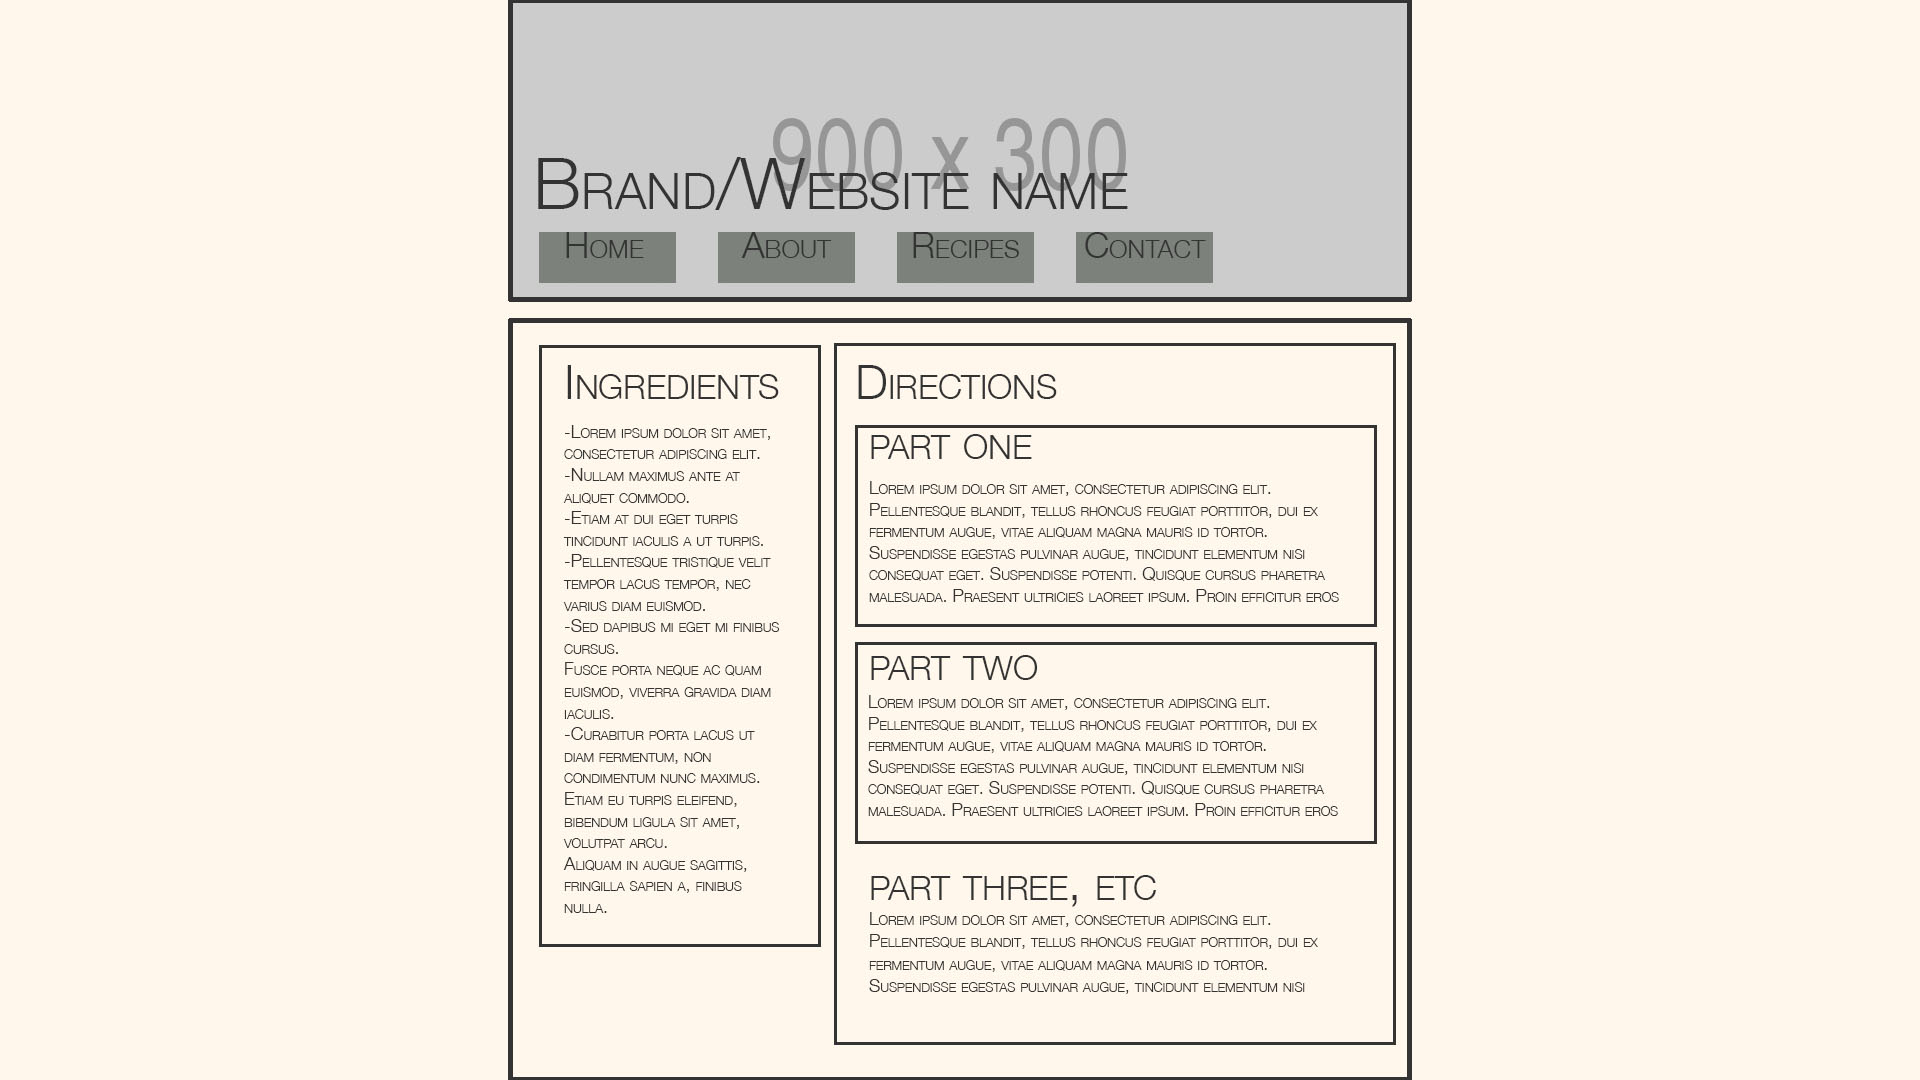 900 x 300
Brand/Website name
Home About Recipes Contact
Ingredients
-Lorem ipsum dolor sit amet,
consectetur adipiscing elit.
-Nullam maximus ante at
aliquet commodo.
-Etiam at dui eget turpis
tincidunt iaculis a ut turpis.
-Pellentesque tristique velit
tempor lacus tempor, nec
varius diam euismod.
-Sed dapibus mi eget mi finibus
cursus.
Fusce porta neque ac quam
euismod, viverra gravida diam
iaculis.
-Curabitur porta lacus ut
diam fermentum, non
condimentum nunc maximus.
Etiam eu turpis eleifend,
bibendum ligula sit amet,
volutpat arcu.
Aliquam in augue sagittis,
fringilla sapien a, finibus
nulla.
Directions
part one
Lorem ipsum dolor sit amet, consectetur adipiscing elit.
Pellentesque blandit, tellus rhoncus feugiat porttitor, dui ex
fermentum augue, vitae aliquam magna mauris id tortor.
Suspendisse egestas pulvinar augue, tincidunt elementum nisi
consequat eget. Suspendisse potenti. Quisque cursus pharetra
malesuada. Praesent ultricies laoreet ipsum. Proin efficitur eros
part two
Lorem ipsum dolor sit amet, consectetur adipiscing elit.
Pellentesque blandit, tellus rhoncus feugiat porttitor, dui ex
fermentum augue, vitae aliquam magna mauris id tortor.
Suspendisse egestas pulvinar augue, tincidunt elementum nisi
consequat eget. Suspendisse potenti. Quisque cursus pharetra
malesuada. Praesent ultricies laoreet ipsum. Proin efficitur eros
part three, etc
Lorem ipsum dolor sit amet, consectetur adipiscing elit.
Pellentesque blandit, tellus rhoncus feugiat porttitor, dui ex
fermentum augue, vitae aliquam magna mauris id tortor.
Suspendisse egestas pulvinar augue, tincidunt elementum nisi